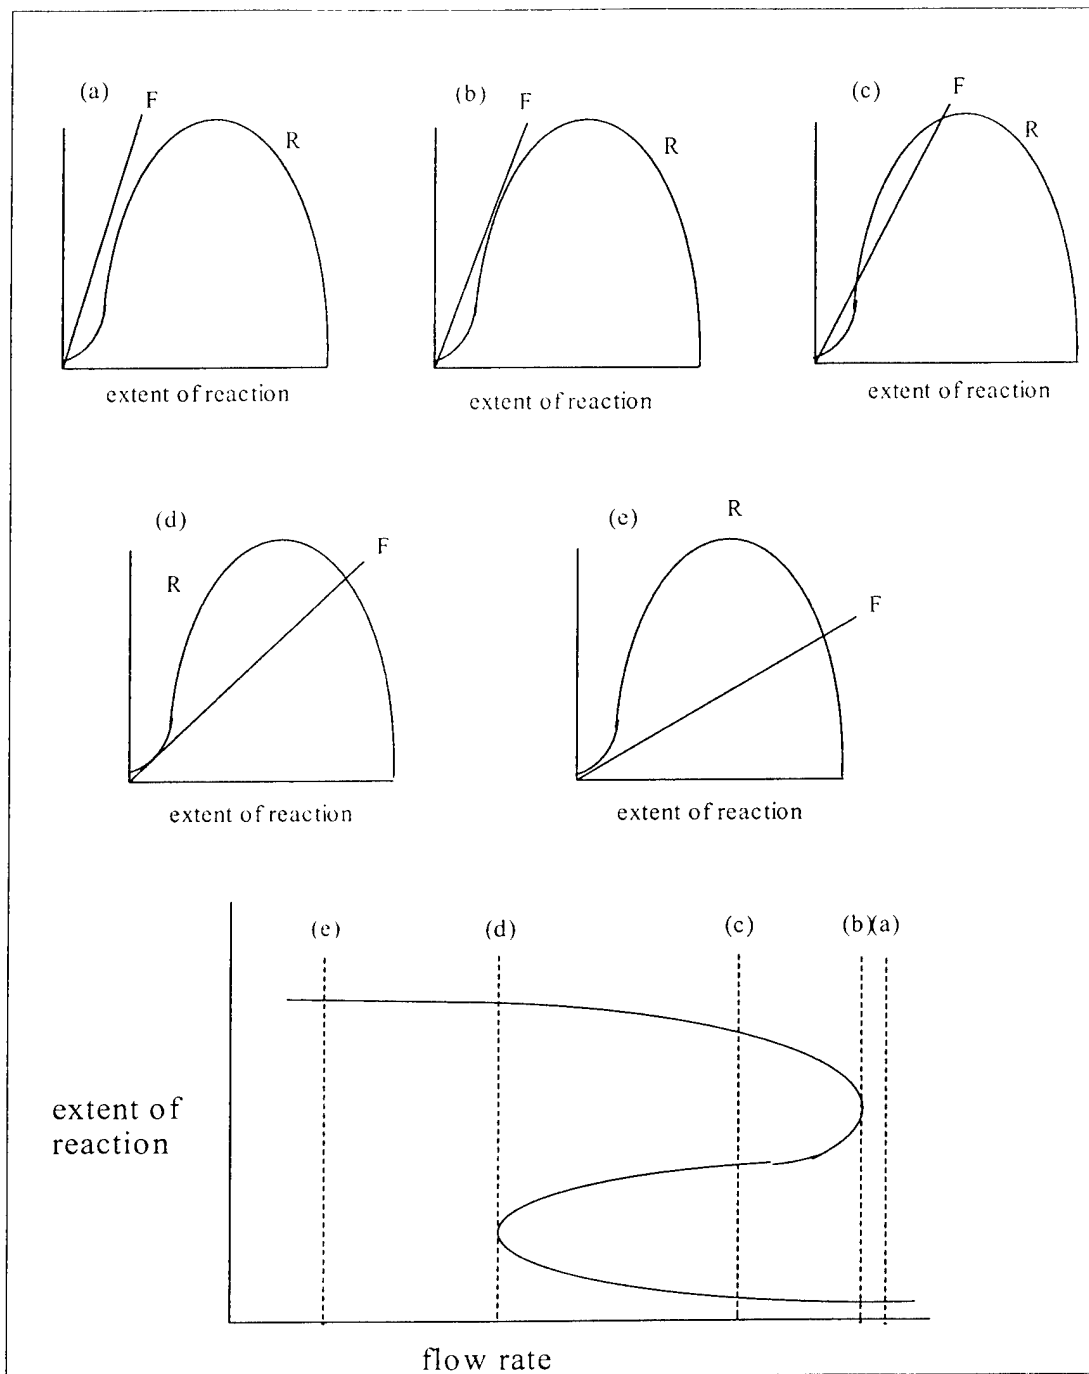 (a)
F
R
extent of reaction
(b)
F
R
extent of reaction
(c)
F
R
extent of reaction
(d)
R
F
extent of reaction
(e)
R
F
extent of reaction
(e)
(d)
(c)
(b)(a)
extent of
reaction
flow rate